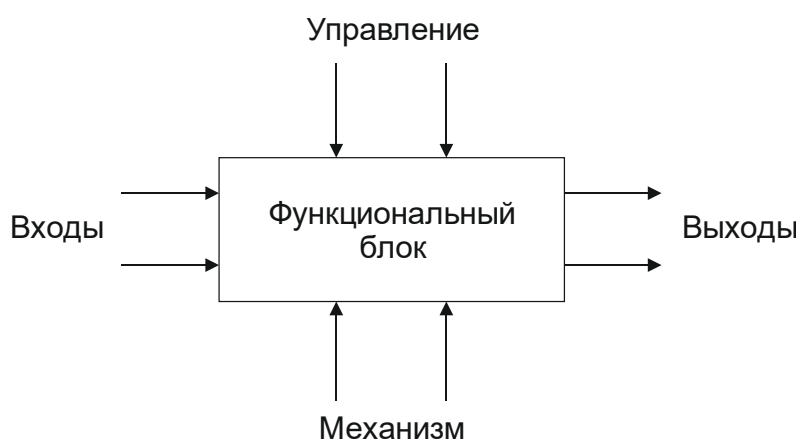 Управление
Входы
Функциональный
блок
Выходы
Механизм